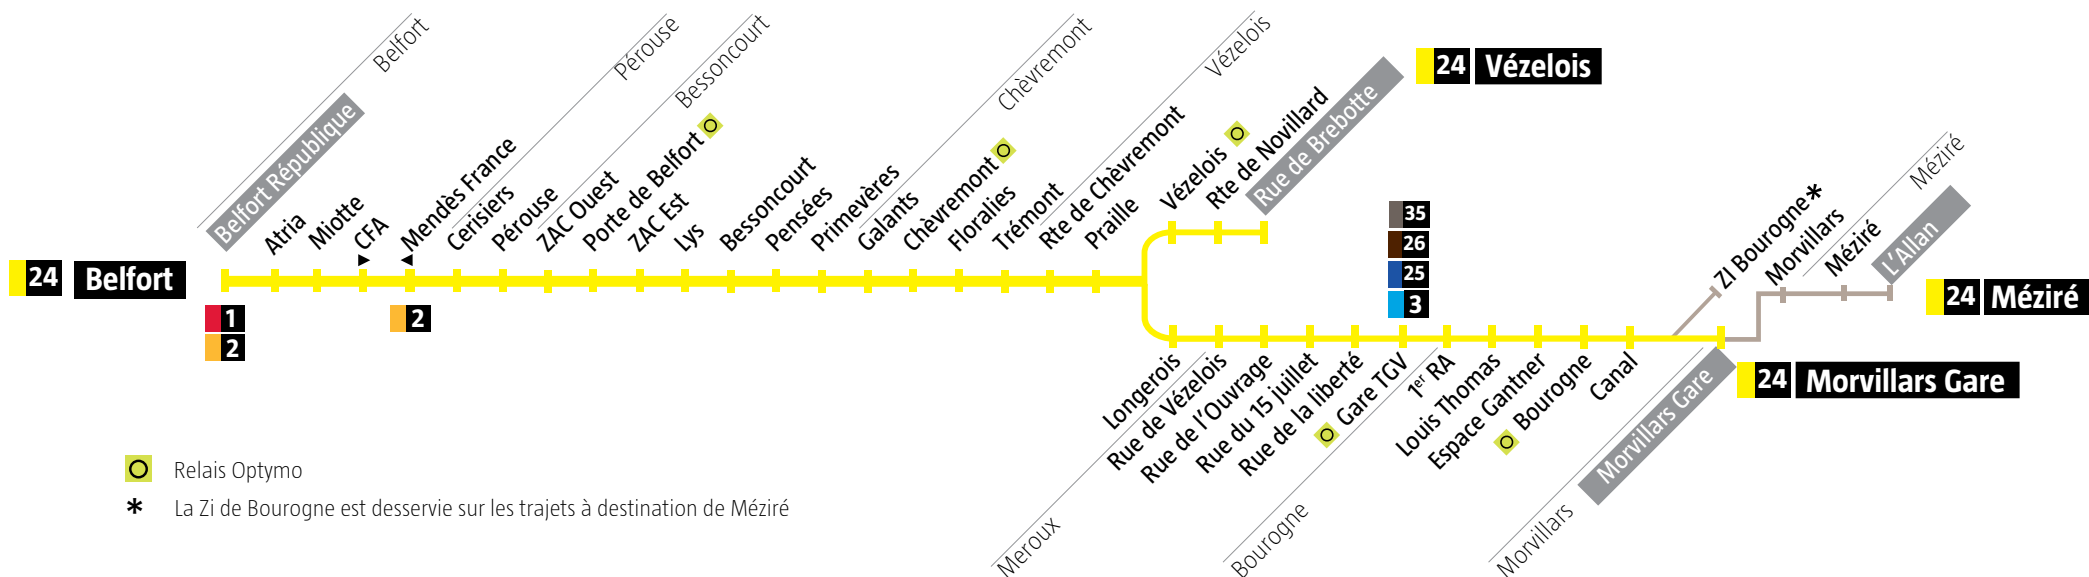 Belfort
Pérouse
Bessoncourt
Chèvremont
Vézelois
24 Vézelois
Belfort République
Atria
Miotte
CFA
Mendès France
Cerisiers
Pérouse
ZAC Ouest
Porte de Belfort
ZAC Est
Lys
Bessoncourt
Pensées
Primevères
Galants
Chèvremont
Floralies
Trémont
Rte de Chèvremont
Praille
Vézelois
Rte de Novillard
Rue de Brebotte
24 Belfort
1
2
2
35
26
25
3
Longerois
Rue de Vézelois
Rue de l'Ouvrage
Rue du 15 juillet
Rue de la liberté
Gare TGV
1er RA
Louis Thomas
Espace Gantner
Bourogne
Canal
Morvillars Gare
ZI Bourogne*
Morvillars
Méziré
L'Allan
Méziré
24 Méziré
24 Morvillars Gare
Meroux
Bourogne
Morvillars
Relais Optymo
* La Zi de Bourogne est desservie sur les trajets à destination de Méziré